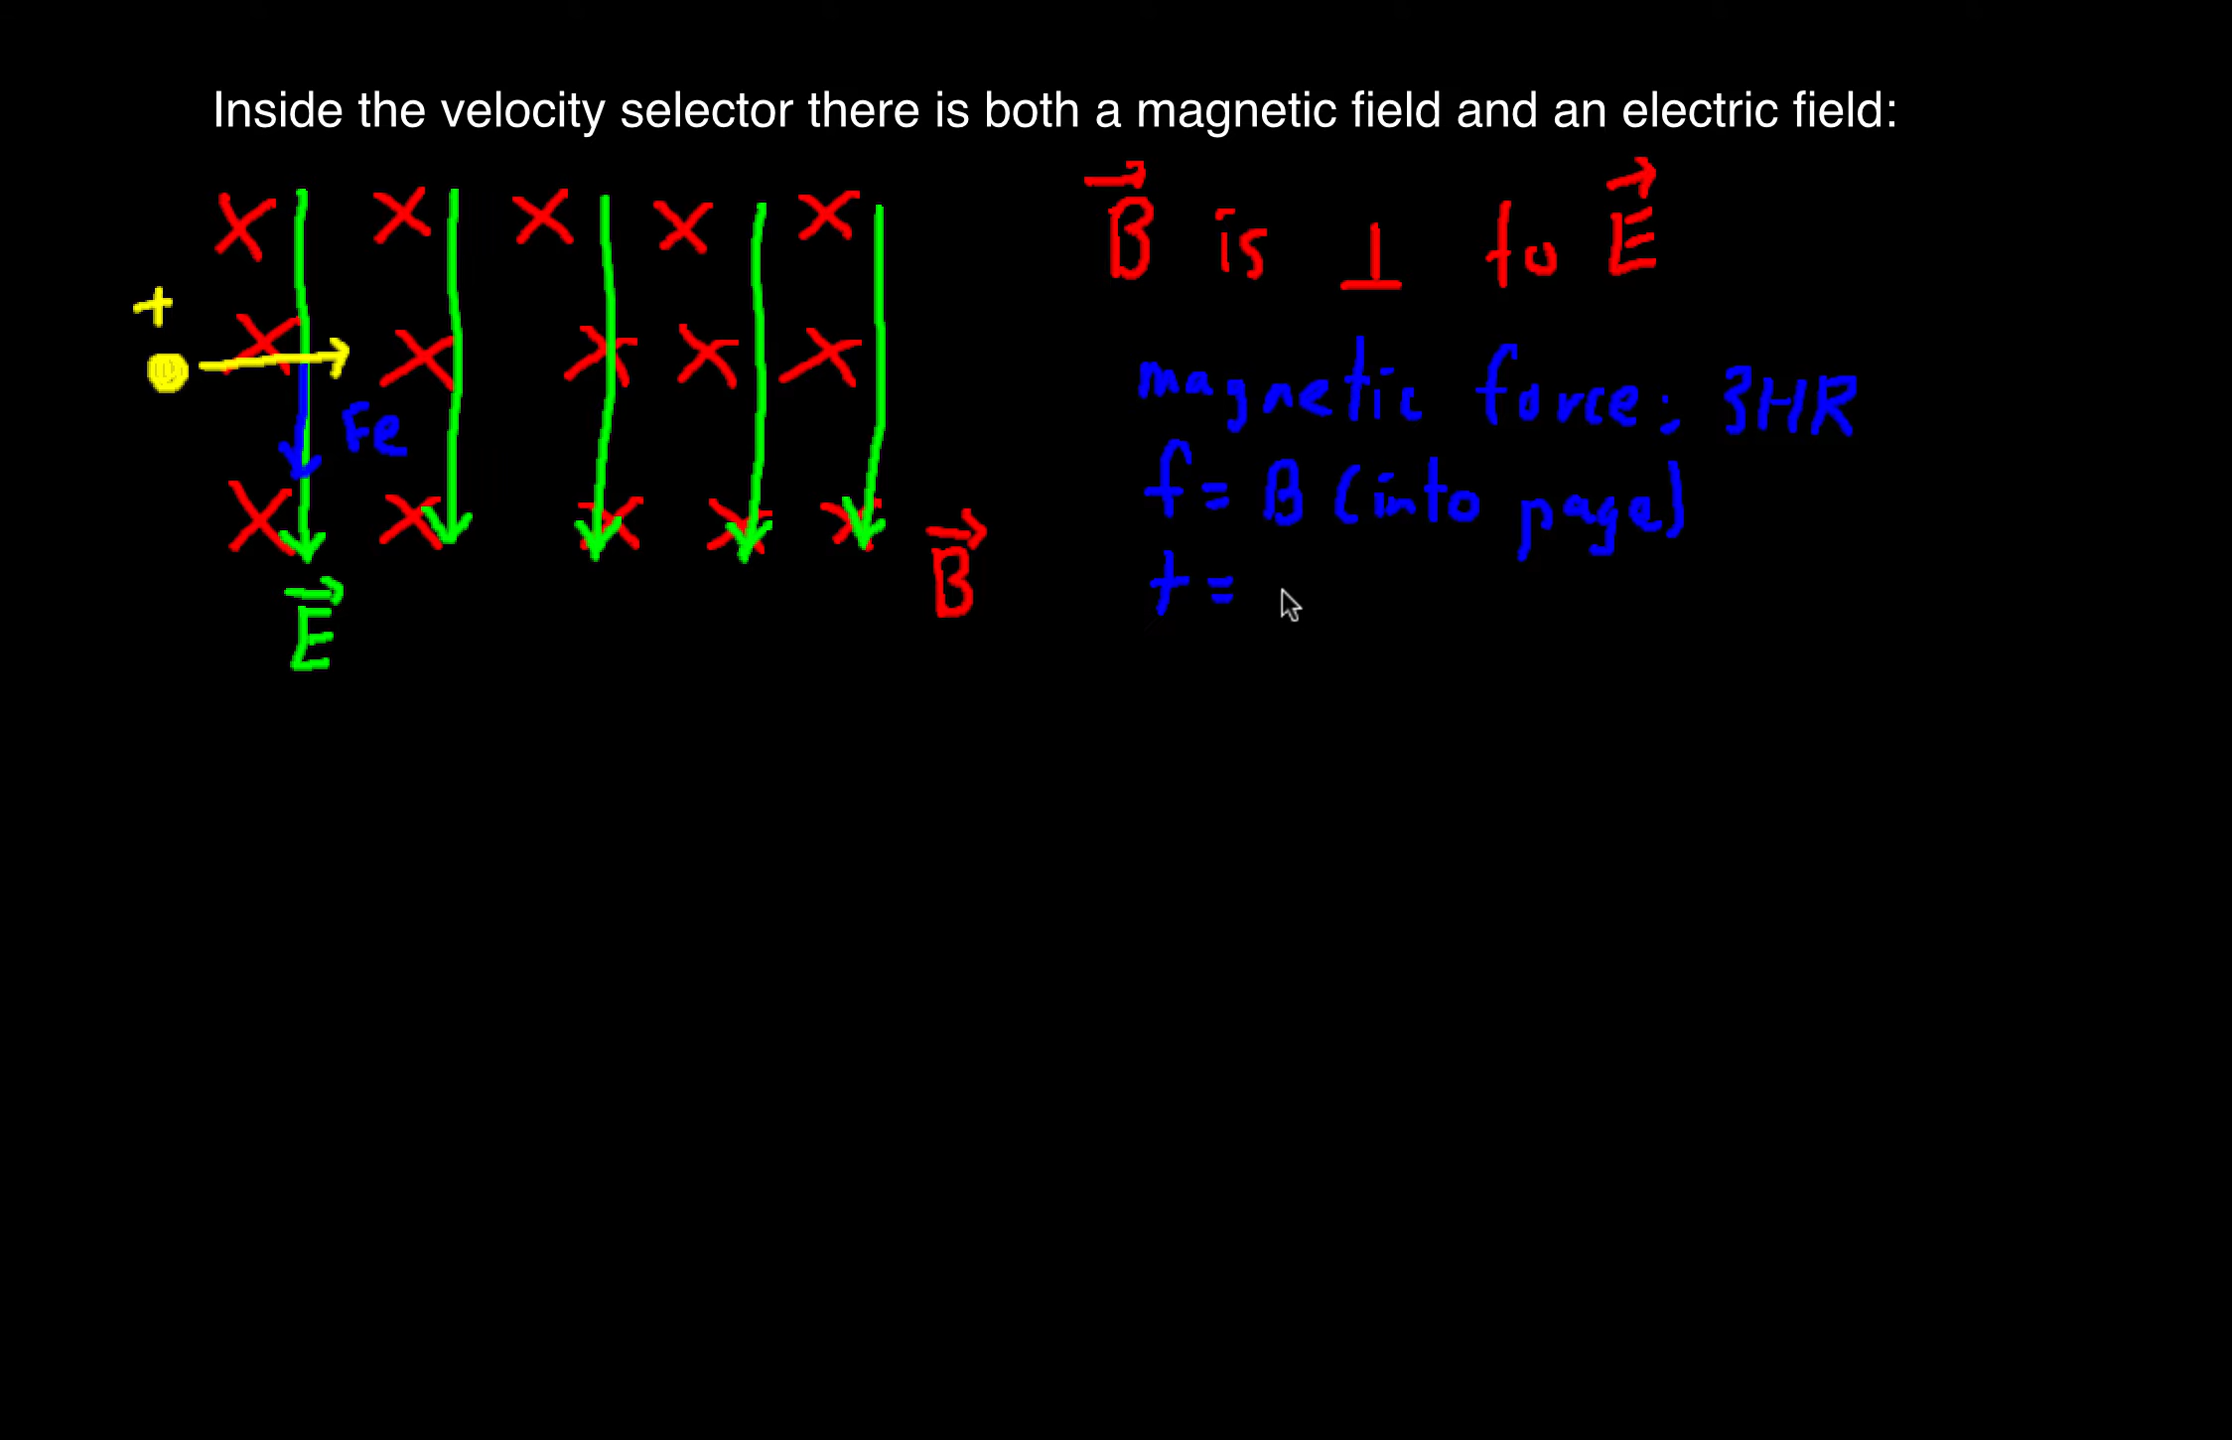 Inside the velocity selector there is both a magnetic field and an electric field:
B is ⊥ to E
+
magnetic force: 3HR
Fe
f = B (into page)
B
t =
E